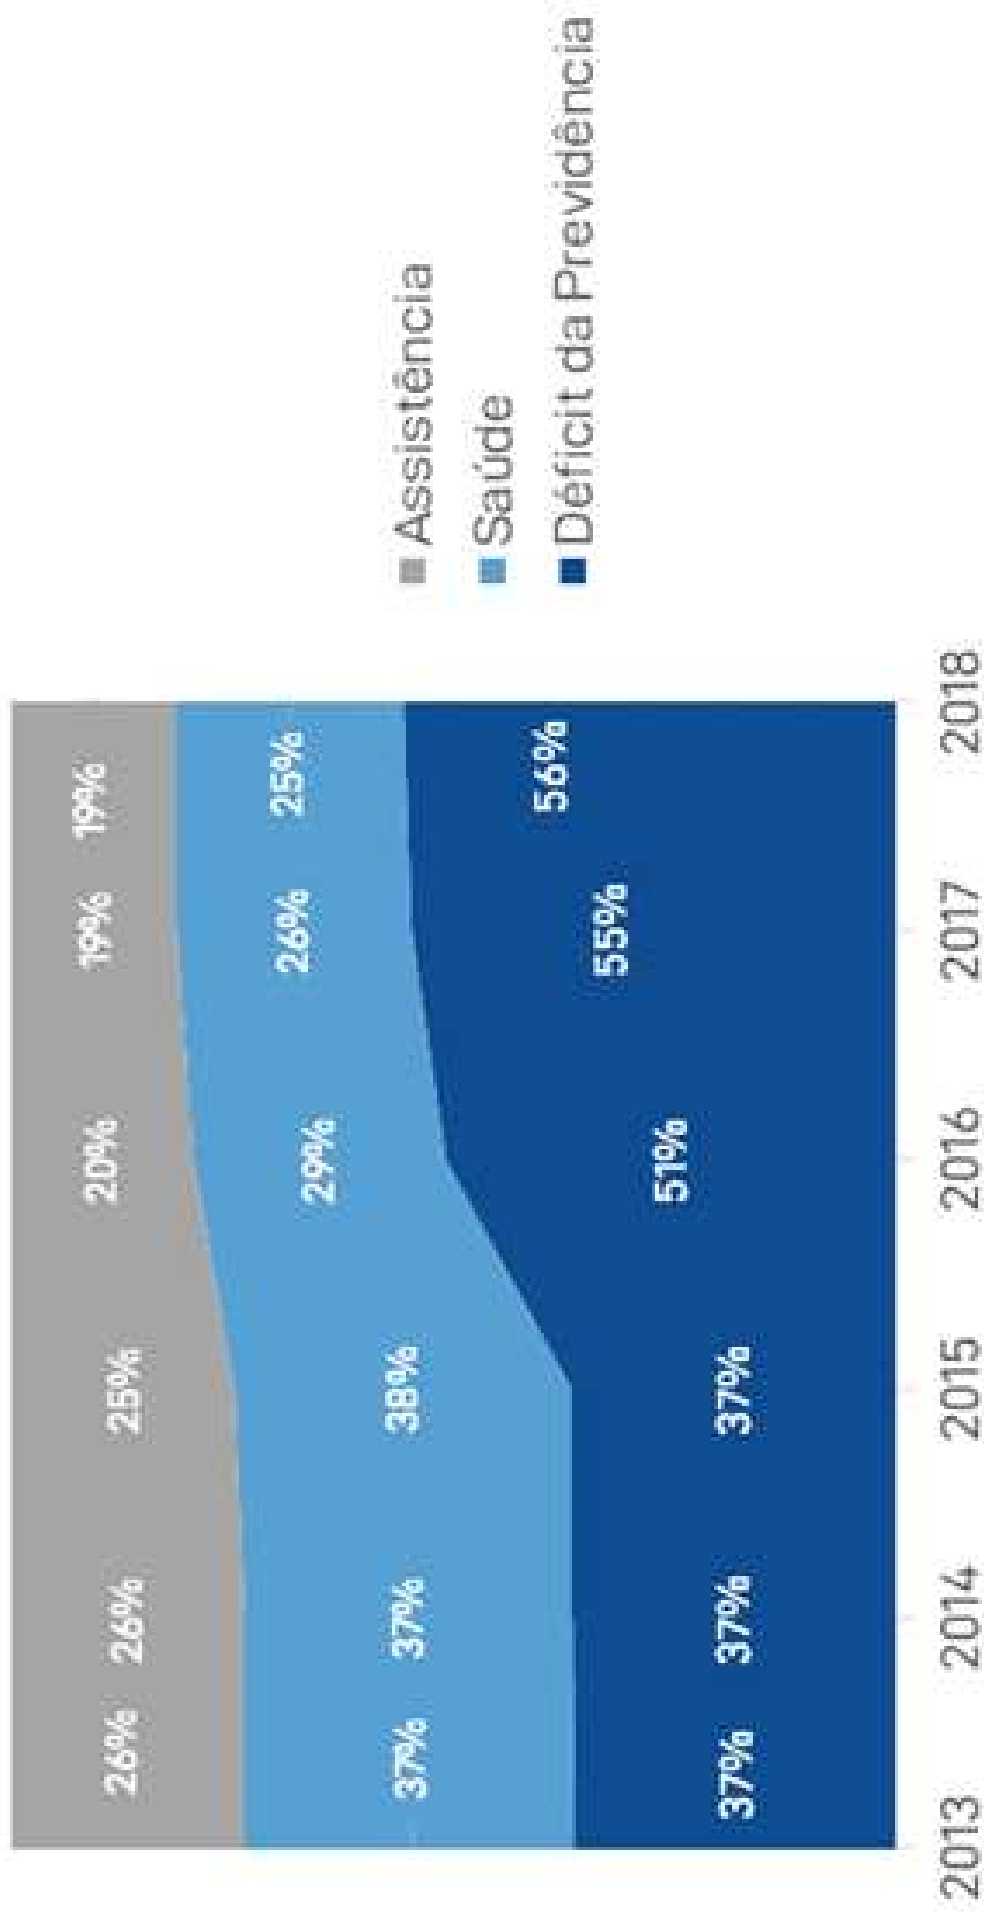 26% 26% 25% 20% 19% 19%
37% 37% 38% 29% 26% 25%
37% 37% 37% 51% 55% 56%
2013 2014 2015 2016 2017 2018
Assistência
Saúde
Déficit da Previdência